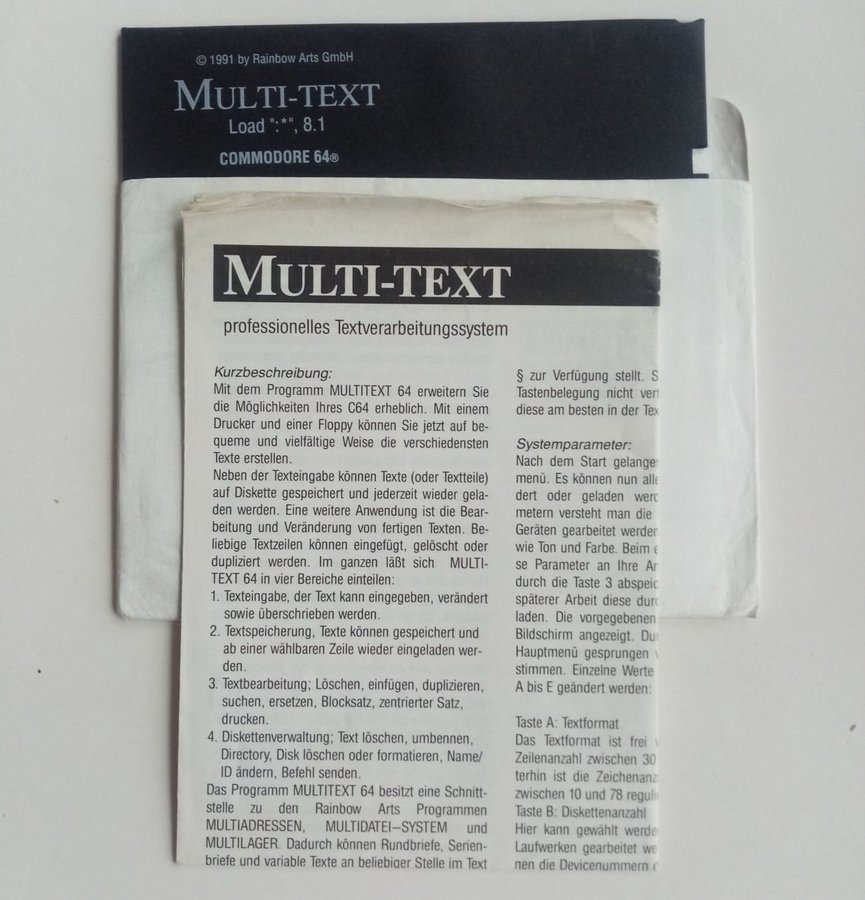 © 1991 by Rainbow Arts GmbH
MULTI-TEXT
Load ":*", 8.1
COMMODORE 64®
MULTI-TEXT
professionelles Textverarbeitungssystem
Kurzbeschreibung:
Mit dem Programm MULTITEXT 64 erweitern Sie
die Möglichkeiten Ihres C64 erheblich. Mit einem
Drucker und einer Floppy können Sie jetzt auf be-
queme und vielfältige Weise die verschiedensten
Texte erstellen.
Neben der Texteingabe können Texte (oder Textteile)
auf Diskette gespeichert und jederzeit wieder gela-
den werden. Eine weitere Anwendung ist die Bear-
beitung und Veränderung von fertigen Texten. Be-
liebige Textzeilen können eingefügt, gelöscht oder
dupliziert werden. Im ganzen läßt sich MULTI-
TEXT 64 in vier Bereiche einteilen:
1. Texteingabe, der Text kann eingegeben, verändert
sowie überschrieben werden.
2. Textspeicherung, Texte können gespeichert und
ab einer wählbaren Zeile wieder eingeladen wer-
den.
3. Textbearbeitung; Löschen, einfügen, duplizieren,
suchen, ersetzen, Blocksatz, zentrierter Satz,
drucken.
4. Diskettenverwaltung; Text löschen, umbennen,
Directory, Disk löschen oder formatieren, Name/
ID ändern, Befehl senden.
Das Programm MULTITEXT 64 besitzt eine Schnitt-
stelle zu den Rainbow Arts Programmen
MULTIADRESSEN, MULTIDATEI–SYSTEM und
MULTILAGER. Dadurch können Rundbriefe, Serien-
briefe und variable Texte an beliebiger Stelle im Text
§ zur Verfügung stellt. S
Tastenbelegung nicht ver
diese am besten in der Te
Systemparameter:
Nach dem Start gelange
menü. Es können nun alle
dert oder geladen werd
metern versteht man die
Geräten gearbeitet werden
wie Ton und Farbe. Beim
se Parameter an Ihre
durch die Taste 3 abspeic
späterer Arbeit diese dur
laden. Die vorgegebenen
Bildschirm angezeigt. Du
Hauptmenü gesprungen
stimmen. Einzelne Werte
A bis E geändert werden:
Taste A: Textformat
Das Textformat ist frei
Zeilenanzahl zwischen 30
terhin ist die Zeichenanz
zwischen 10 und 78 reguli
Taste B: Diskettenanzahl
Hier kann gewählt werde
Laufwerken gearbeitet we
nen die Devicenummern